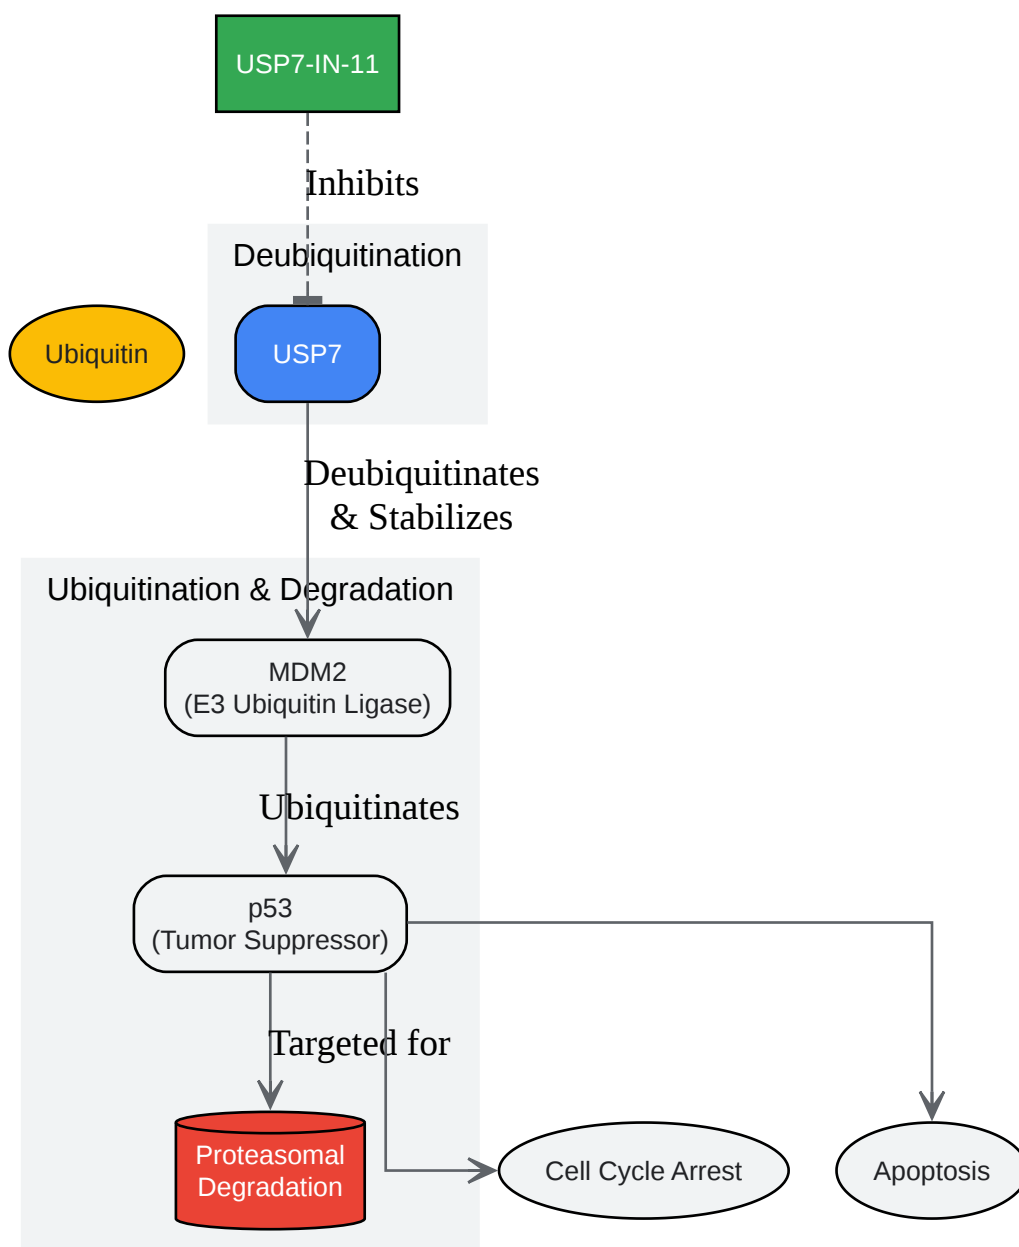 USP7-IN-11
Inhibits
Deubiquitination
Ubiquitin
USP7
Deubiquitinates
& Stabilizes
Ubiquitination & Degradation
MDM2
(E3 Ubiquitin Ligase)
Ubiquitinates
p53
(Tumor Suppressor)
Targeted for
Proteasomal
Degradation
Cell Cycle Arrest
Apoptosis